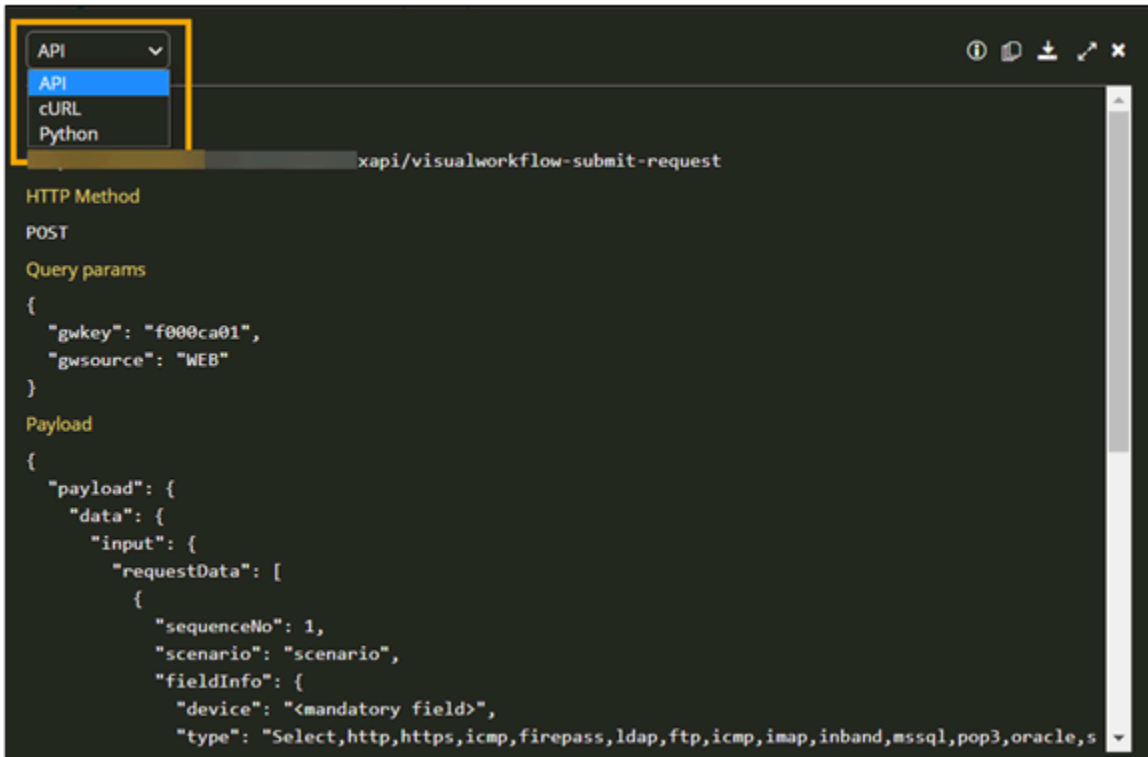 API
API
cURL
Python
xapi/visualworkflow-submit-request
HTTP Method
POST
Query params
{
"gwkey": "f000ca01",
"gwsource": "WEB"
}
Payload
{
"payload": {
"data": {
"input": {
"requestData": [
{
"sequenceNo": 1,
"scenario": "scenario",
"fieldInfo": {
"device": "<mandatory field>",
"type": "Select,http,https,icmp,firepass,ldap,ftp,icmp,imap,inband,mssql,pop3,oracle,s